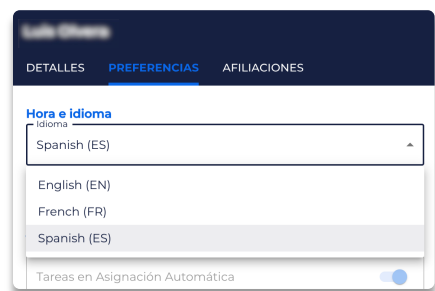 DETALLES PREFERENCIAS AFILIACIONES
Hora e idioma
Idioma
Spanish (ES)
English (EN)
French (FR)
Spanish (ES)
Tareas en Asignación Automática